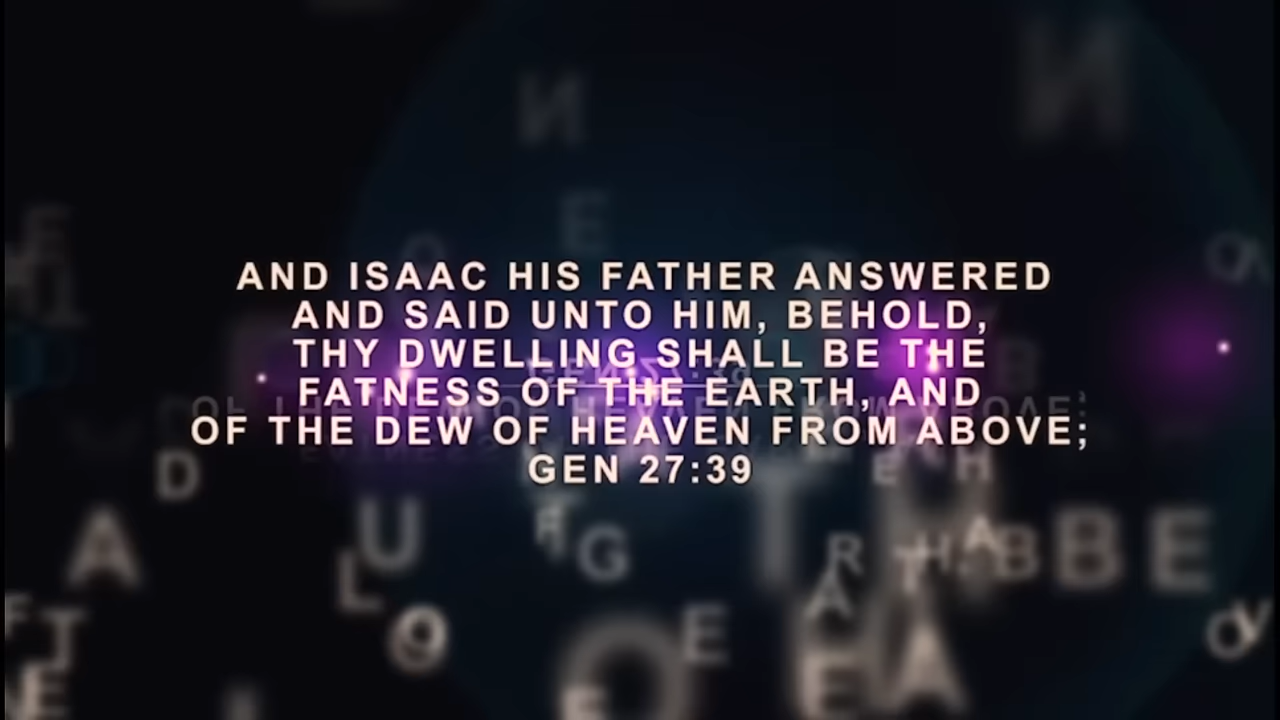 AND ISAAC HIS FATHER ANSWERED
AND SAID UNTO HIM, BEHOLD,
THY DWELLING SHALL BE THE
FATNESS OF THE EARTH, AND
OF THE DEW OF HEAVEN FROM ABOVE;
GEN 27:39